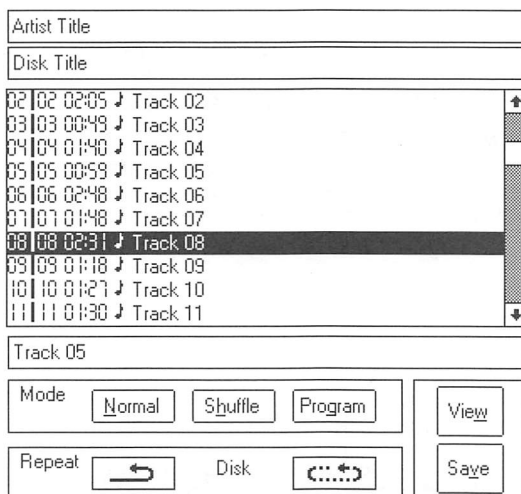 Artist Title
Disk Title
02 02 02:05 ♪ Track 02
03 03 00:49 ♪ Track 03
04 04 01:40 ♪ Track 04
05 05 00:59 ♪ Track 05
06 06 02:48 ♪ Track 06
07 07 01:48 ♪ Track 07
08 08 02:31 ♪ Track 08
09 09 01:18 ♪ Track 09
10 10 01:27 ♪ Track 10
11 11 01:30 ♪ Track 11
Track 05
Mode Normal Shuffle Program View
Repeat Disk Save